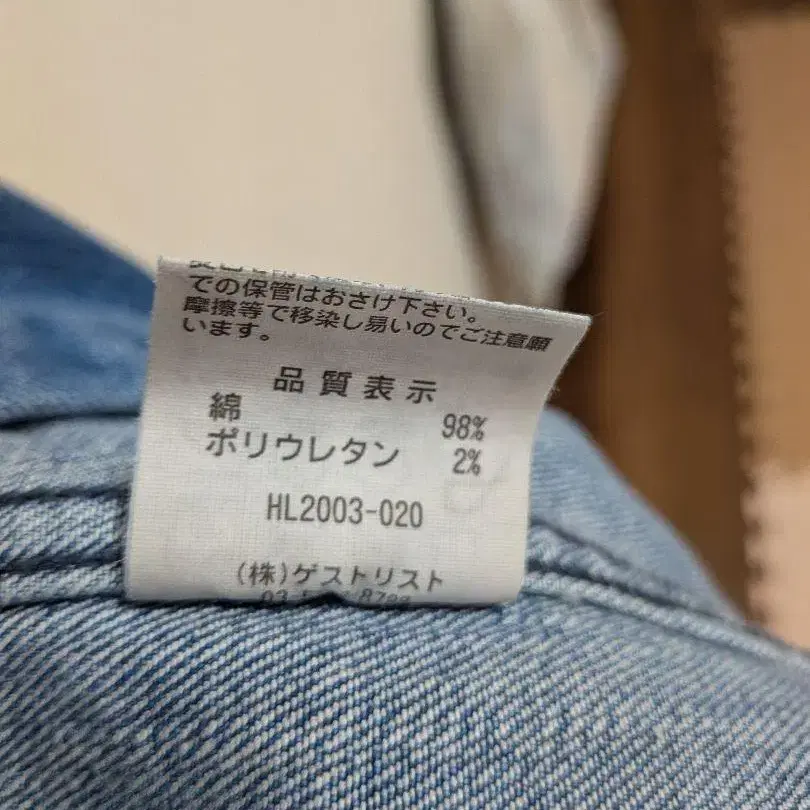 での保管はおさけ下さい。
摩擦等で移染し易いのでご注意願
います。
品質表示
綿 98%
ポリウレタン 2%
HL2003-020
(株)ゲストリスト
03